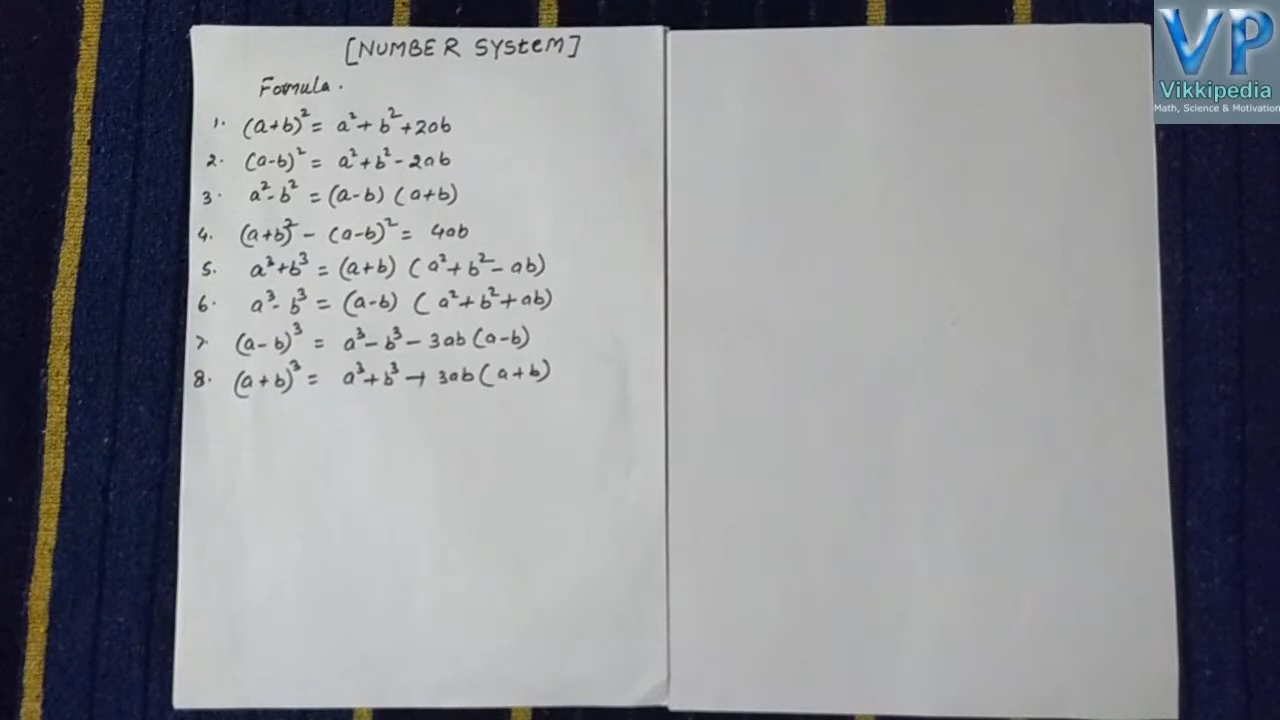 [NUMBER SYSteM]
Fomula.
1. (a+b)² = a²+b²+2ab
2. (a-b)² = a²+b²-2ab
3. a²-b² = (a-b) (a+b)
4. (a+b)² - (a-b)² = 4ab
5. a³+b³ = (a+b) (a²+b²-ab)
6. a³-b³ = (a-b) (a²+b²+ab)
7. (a-b)³ = a³-b³-3ab(a-b)
8. (a+b)³ = a³+b³+3ab(a+b)
VP
Vikkipedia
Math, Science & Motivation